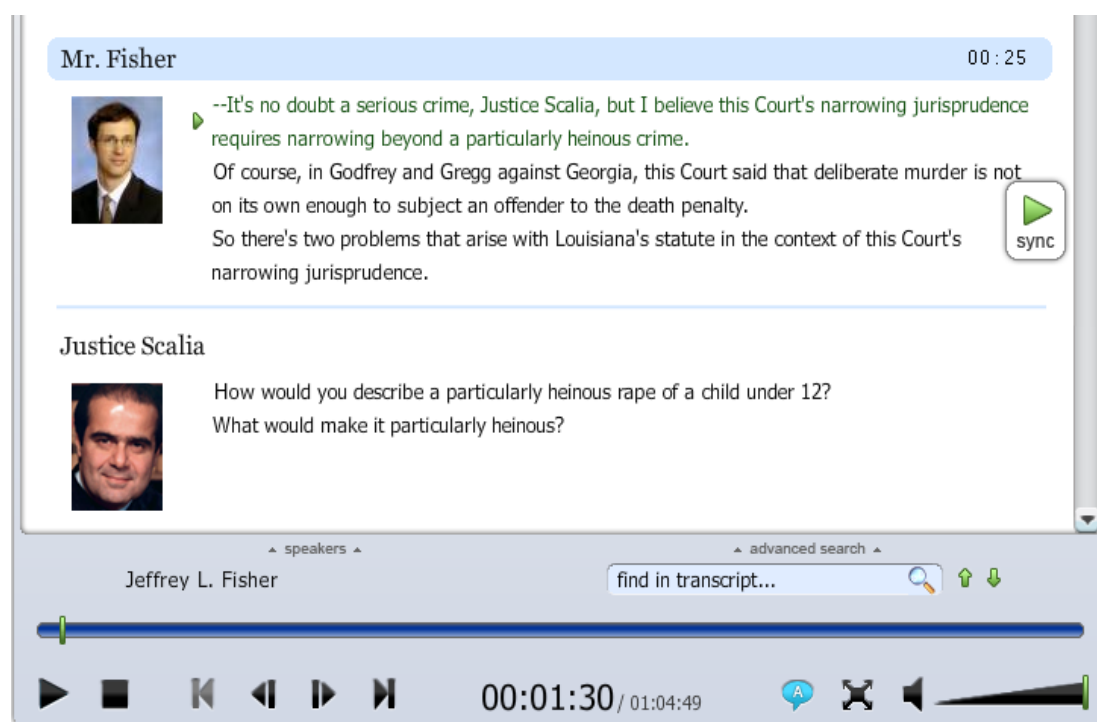 Mr. Fisher 00:25
--It's no doubt a serious crime, Justice Scalia, but I believe this Court's narrowing jurisprudence
requires narrowing beyond a particularly heinous crime.
Of course, in Godfrey and Gregg against Georgia, this Court said that deliberate murder is not
on its own enough to subject an offender to the death penalty.
So there's two problems that arise with Louisiana's statute in the context of this Court's
narrowing jurisprudence.
sync
Justice Scalia
How would you describe a particularly heinous rape of a child under 12?
What would make it particularly heinous?
speakers advanced search
Jeffrey L. Fisher find in transcript...
00:01:30 / 01:04:49 A